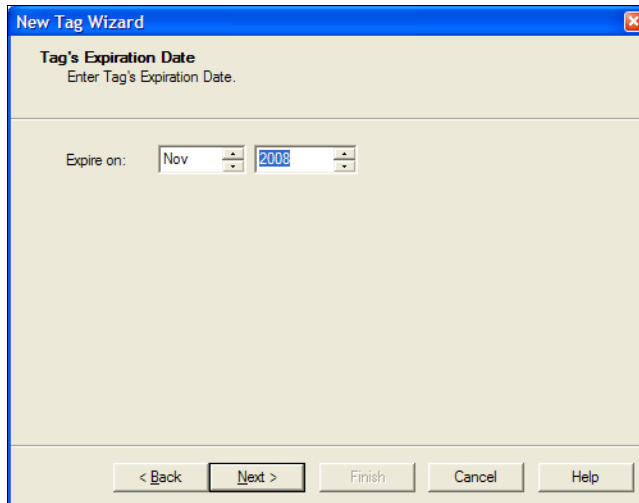 New Tag Wizard
Tag's Expiration Date
Enter Tag's Expiration Date.
Expire on: Nov 2008
< Back Next > Finish Cancel Help